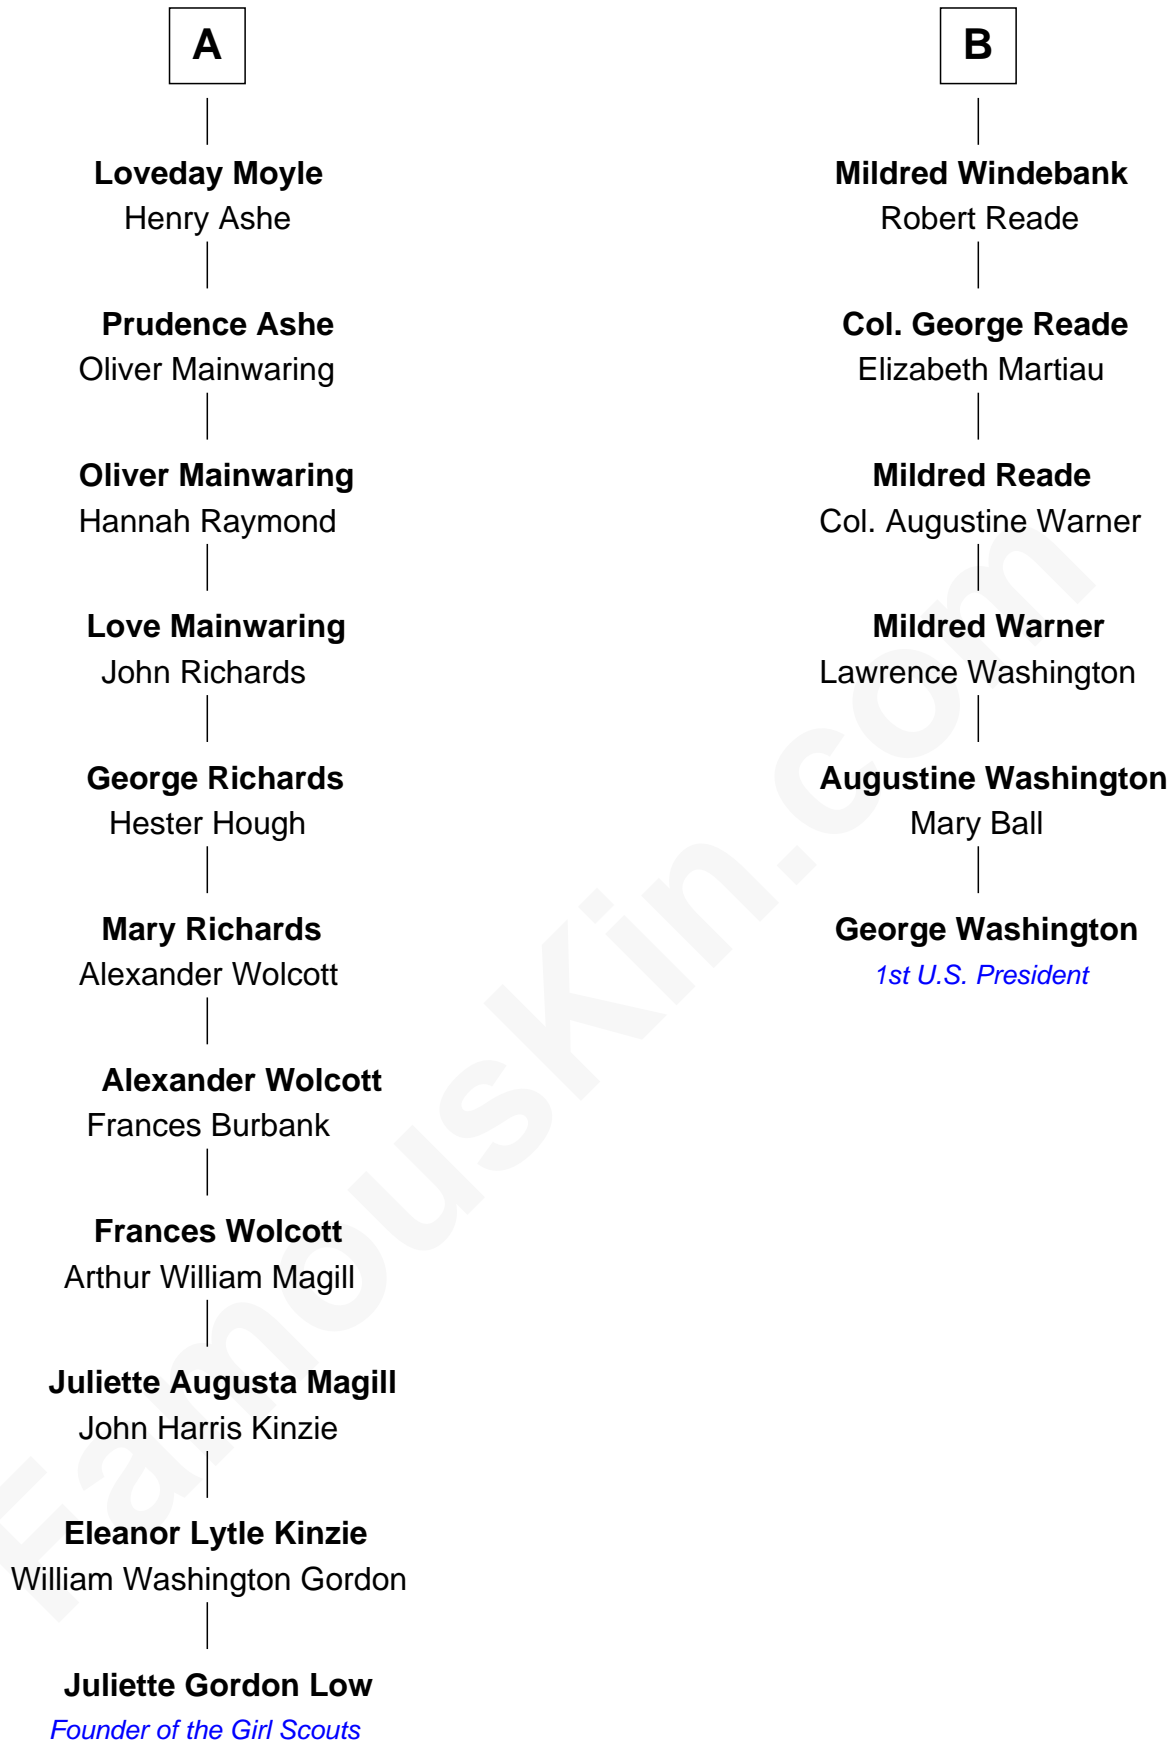 A
Loveday Moyle
Henry Ashe
Prudence Ashe
Oliver Mainwaring
Oliver Mainwaring
Hannah Raymond
Love Mainwaring
John Richards
George Richards
Hester Hough
Mary Richards
Alexander Wolcott
Alexander Wolcott
Frances Burbank
Frances Wolcott
Arthur William Magill
Juliette Augusta Magill
John Harris Kinzie
Eleanor Lytle Kinzie
William Washington Gordon
Juliette Gordon Low
Founder of the Girl Scouts
B
Mildred Windebank
Robert Reade
Col. George Reade
Elizabeth Martiau
Mildred Reade
Col. Augustine Warner
Mildred Warner
Lawrence Washington
Augustine Washington
Mary Ball
George Washington
1st U.S. President
FamousKin.com